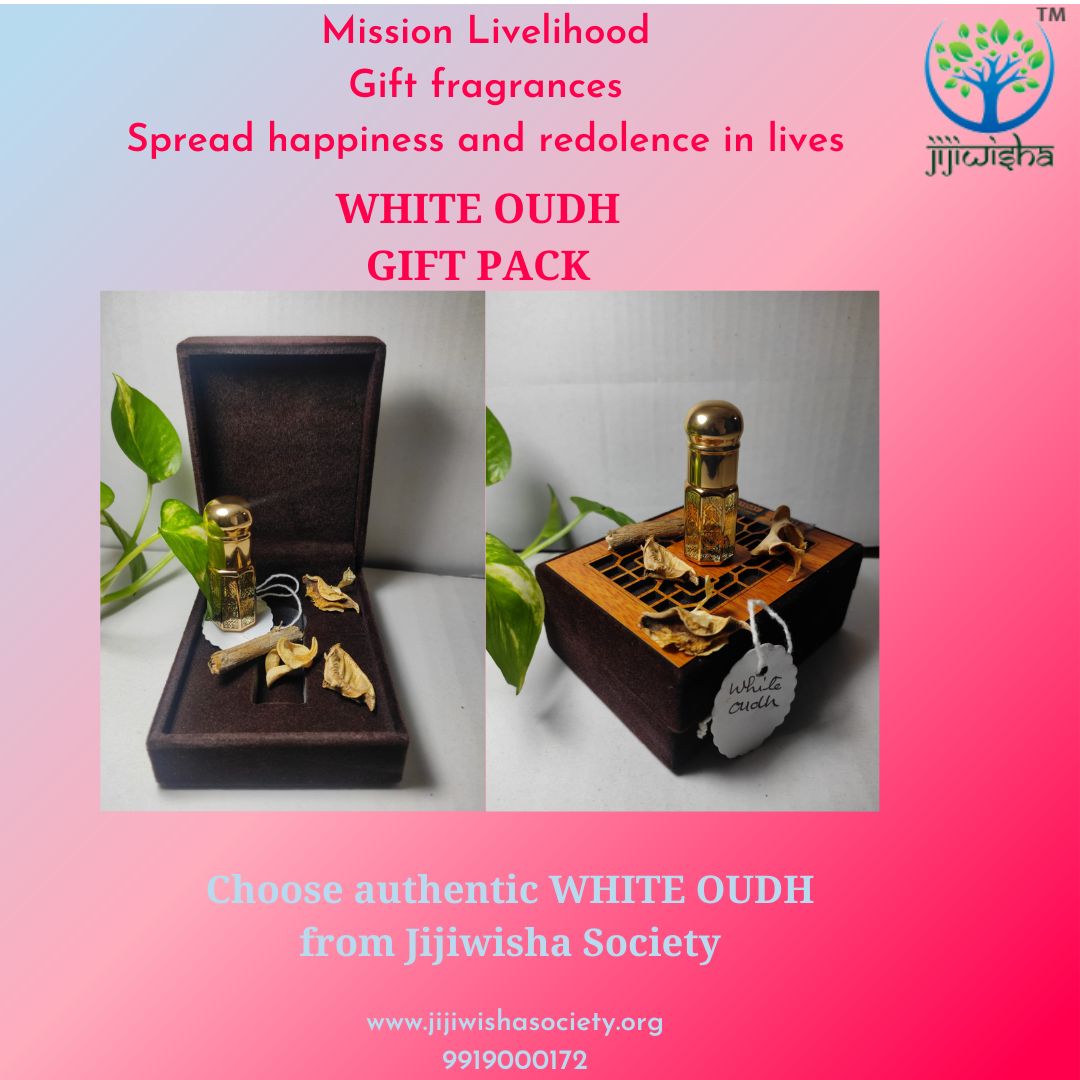 Mission Livelihood
Gift fragrances
Spread happiness and redolence in lives
TM
jijiwisha
WHITE OUDH
GIFT PACK
White
oudh
Choose authentic WHITE OUDH
from Jijiwisha Society
www.jijiwishasociety.org
9919000172